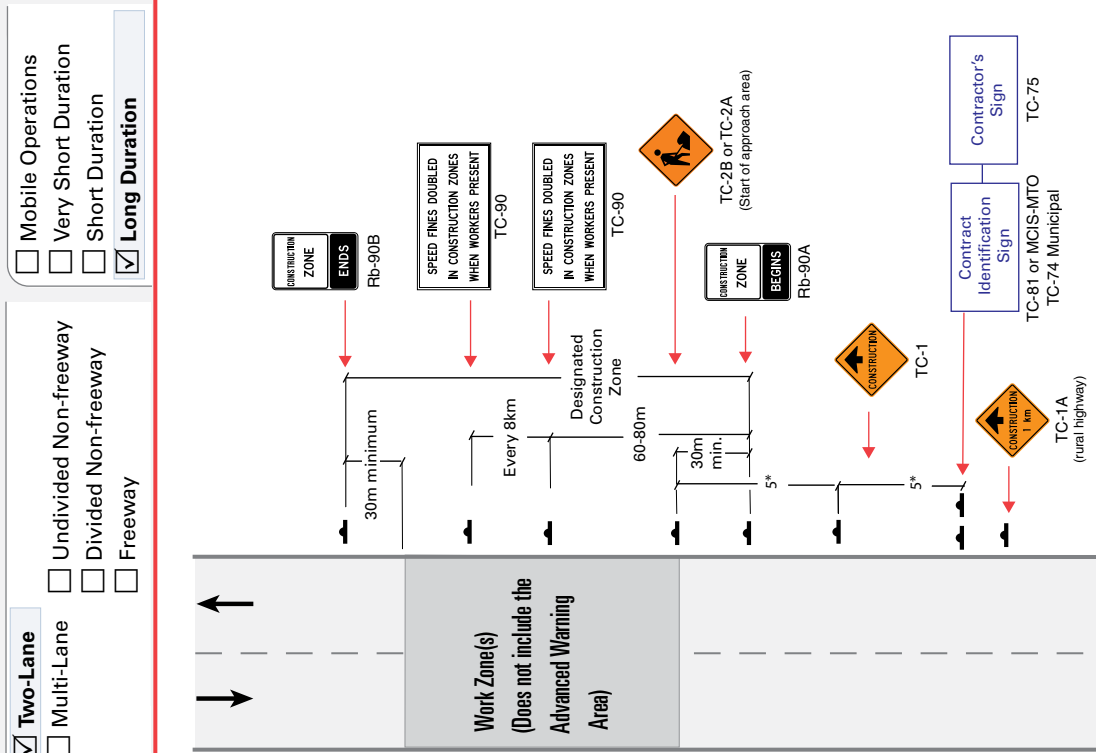 Two-Lane
Multi-Lane
Undivided Non-freeway
Divided Non-freeway
Freeway
Mobile Operations
Very Short Duration
Short Duration
Long Duration
CONSTRUCTION
ZONE
ENDS
Rb-90B
SPEED FINES DOUBLED
IN CONSTRUCTION ZONES
WHEN WORKERS PRESENT
TC-90
SPEED FINES DOUBLED
IN CONSTRUCTION ZONES
WHEN WORKERS PRESENT
TC-90
TC-2B or TC-2A
(Start of approach area)
CONSTRUCTION
ZONE
BEGINS
Rb-90A
CONSTRUCTION
TC-1
Contract
Identification
Sign
TC-81 or MCIS-MTO
TC-74 Municipal
Contractor's
Sign
TC-75
CONSTRUCTION
1 km
TC-1A
(rural highway)
30m minimum
Every 8km
Designated
Construction
Zone
60-80m
30m
min.
5*
5*
Work Zone(s)
(Does not include the
Advanced Warning
Area)